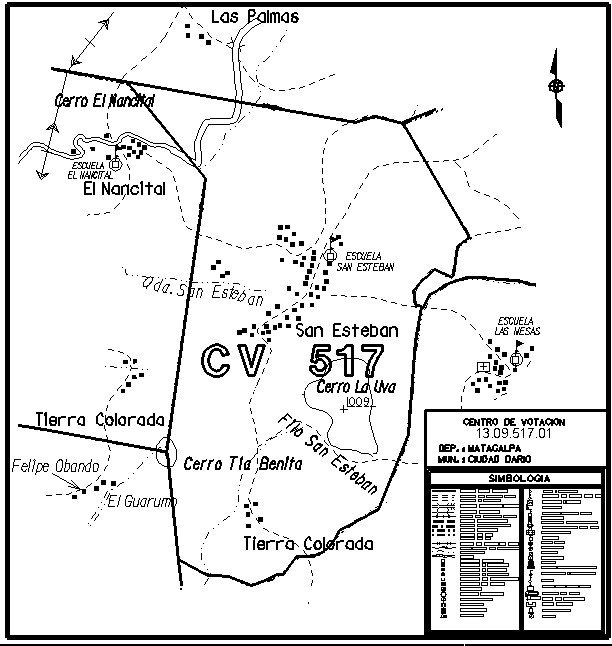 Las Palmas
Cerro El Nancital
ESCUELA
EL NANCITAL
El Nancital
ESCUELA
SAN ESTEBAN
Qda. San Esteban
San Esteban
ESCUELA
LAS MESAS
CV 517
Cerro La Uva
1009
Tierra Colorada
Filo San Esteban
Cerro Tia Benita
Felipe Obando
El Guarumo
Tierra Colorada
CENTRO DE VOTACION
13.09.517.01
DEP.: MATAGALPA
MUN.: CIUDAD DARIO
SIMBOLOGIA